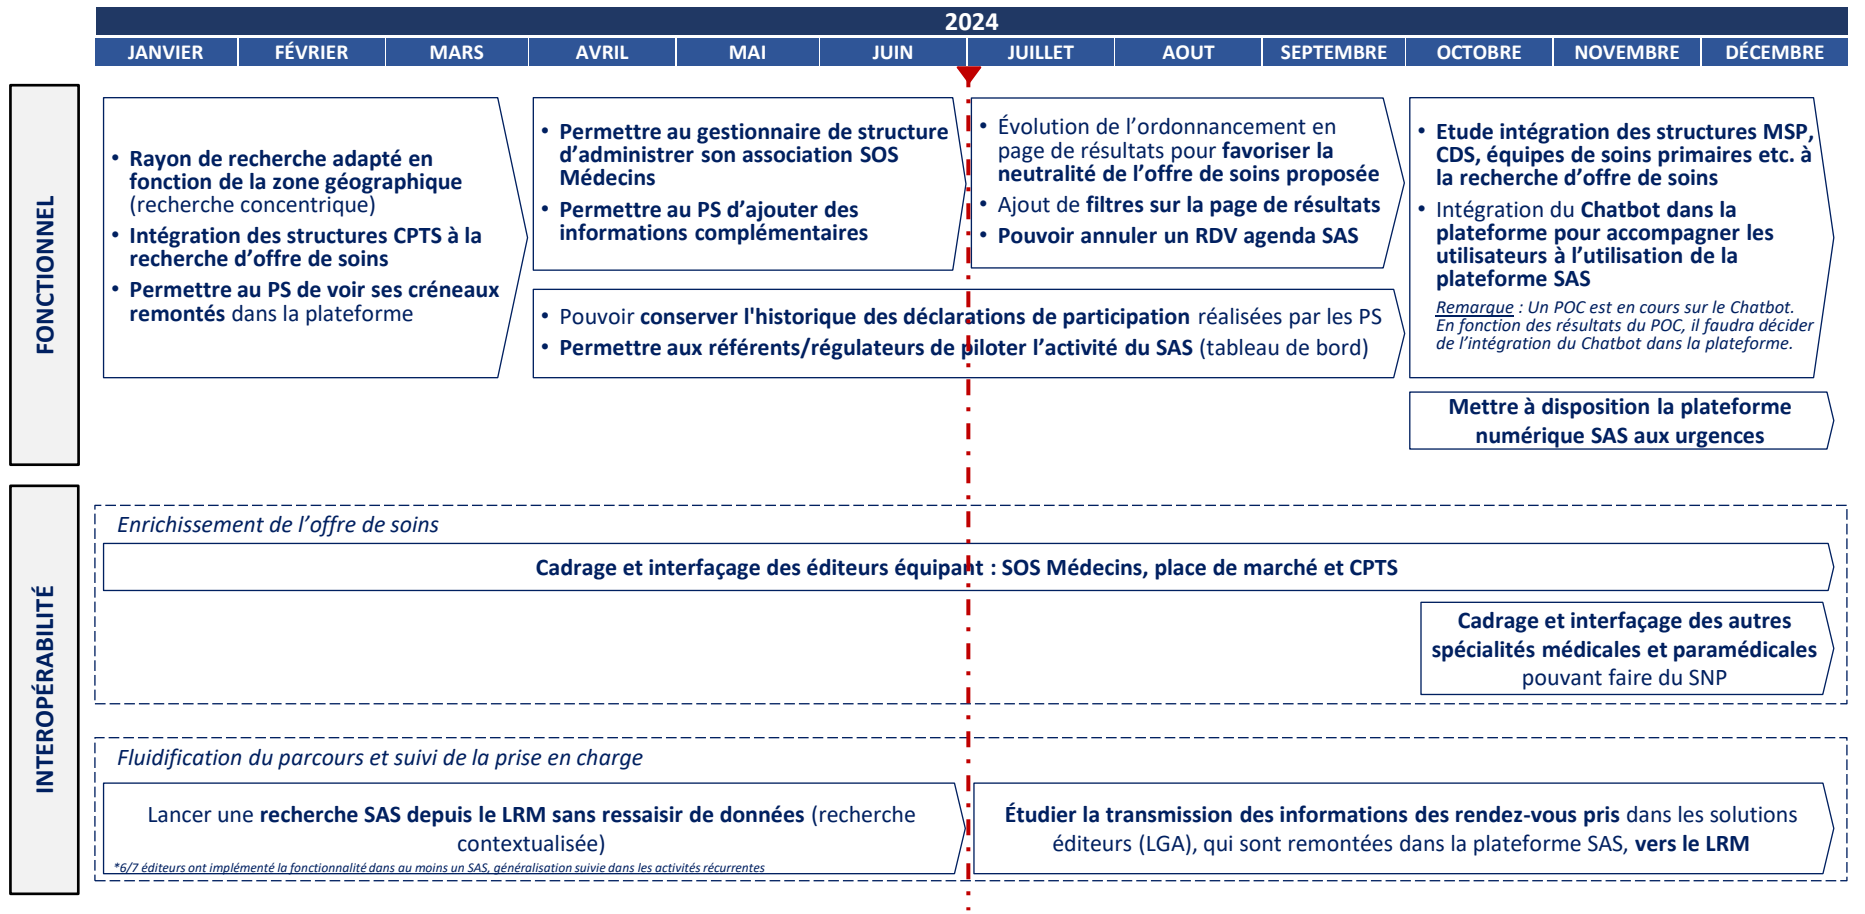 2024
JANVIER
FÉVRIER
MARS
AVRIL
MAI
JUIN
JUILLET
AOUT
SEPTEMBRE
OCTOBRE
NOVEMBRE
DÉCEMBRE
FONCTIONNEL
• Rayon de recherche adapté en
fonction de la zone géographique
(recherche concentrique)
• Intégration des structures CPTS à la
recherche d’offre de soins
• Permettre au PS de voir ses créneaux
remontés dans la plateforme
• Permettre au gestionnaire de structure
d’administrer son association SOS
Médecins
• Permettre au PS d’ajouter des
informations complémentaires
• Évolution de l’ordonnancement en
page de résultats pour favoriser la
neutralité de l’offre de soins proposée
• Ajout de filtres sur la page de résultats
• Pouvoir annuler un RDV agenda SAS
• Pouvoir conserver l'historique des déclarations de participation réalisées par les PS
• Permettre aux référents/régulateurs de piloter l’activité du SAS (tableau de bord)
• Etude intégration des structures MSP,
CDS, équipes de soins primaires etc. à
la recherche d’offre de soins
• Intégration du Chatbot dans la
plateforme pour accompagner les
utilisateurs à l’utilisation de la
plateforme SAS
Remarque : Un POC est en cours sur le Chatbot.
En fonction des résultats du POC, il faudra décider
de l’intégration du Chatbot dans la plateforme.
Mettre à disposition la plateforme
numérique SAS aux urgences
INTEROPÉRABILITÉ
Enrichissement de l’offre de soins
Cadrage et interfaçage des éditeurs équipant : SOS Médecins, place de marché et CPTS
Cadrage et interfaçage des autres
spécialités médicales et paramédicales
pouvant faire du SNP
Fluidification du parcours et suivi de la prise en charge
Lancer une recherche SAS depuis le LRM sans ressaisir de données (recherche
contextualisée)
*6/7 éditeurs ont implémenté la fonctionnalité dans au moins un SAS, généralisation suivie dans les activités récurrentes
Étudier la transmission des informations des rendez-vous pris dans les solutions
éditeurs (LGA), qui sont remontées dans la plateforme SAS, vers le LRM